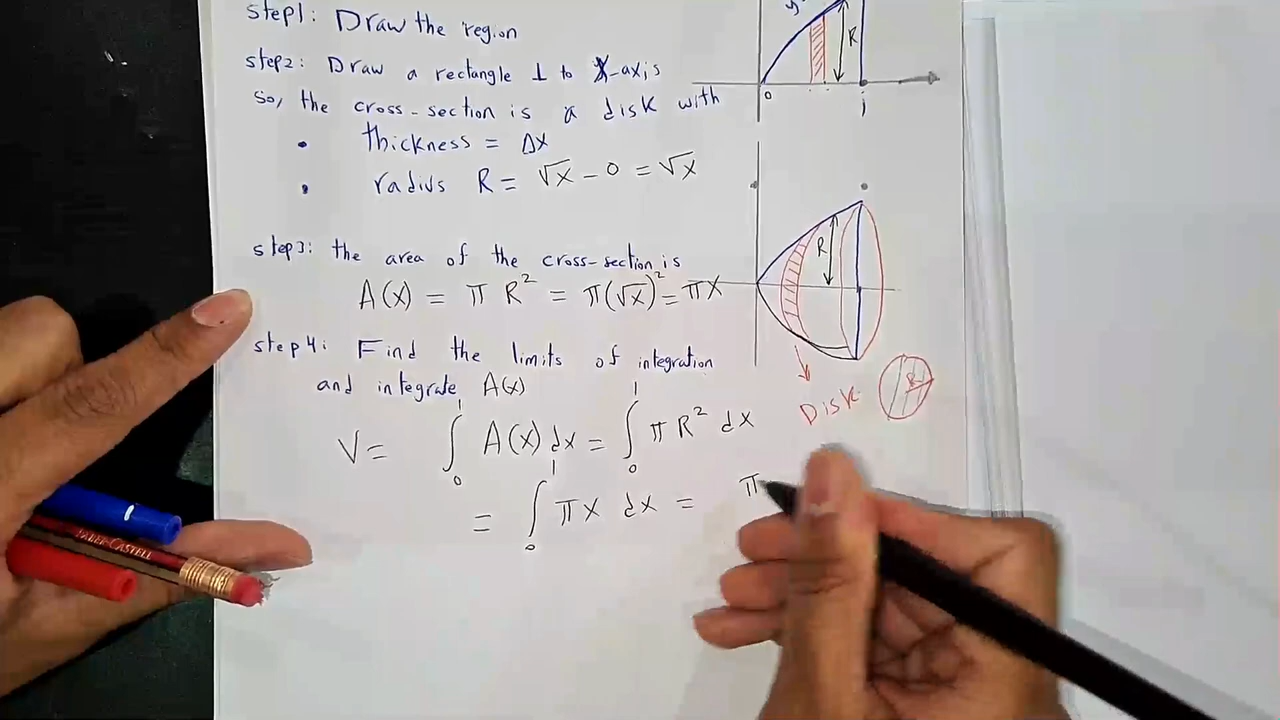 step1: Draw the region
step2: Draw a rectangle ⊥ to X-axis
So, the cross-section is a disk with
• thickness = Δx
• radius R = √x - 0 = √x
step3: the area of the cross-section is
A(x) = π R² = π(√x)² = πx
step4: Find the limits of integration
and integrate A(x)
V = ∫₀¹ A(x) dx = ∫₀¹ π R² dx
= ∫₀¹ πx dx = π
y
R
0
1
R
Disk
R
FABER-CASTELL